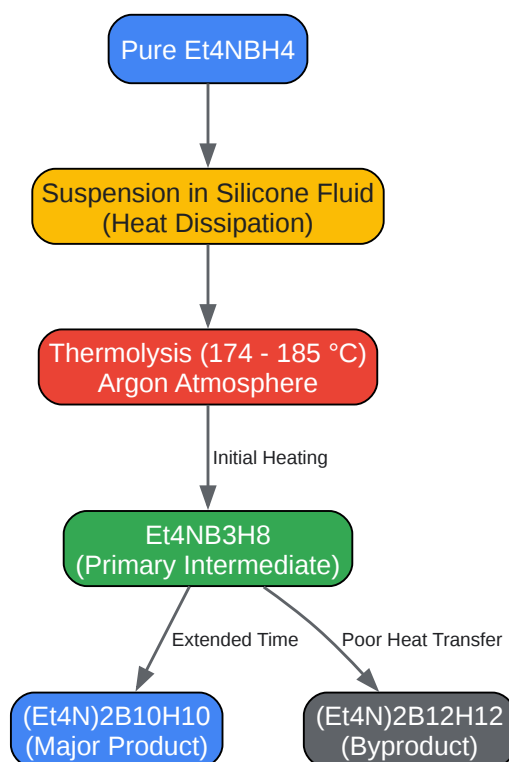 Pure Et4NBH4
Suspension in Silicone Fluid
(Heat Dissipation)
Thermolysis (174 - 185 °C)
Argon Atmosphere
Initial Heating
Et4NB3H8
(Primary Intermediate)
Extended Time
Poor Heat Transfer
(Et4N)2B10H10
(Major Product)
(Et4N)2B12H12
(Byproduct)